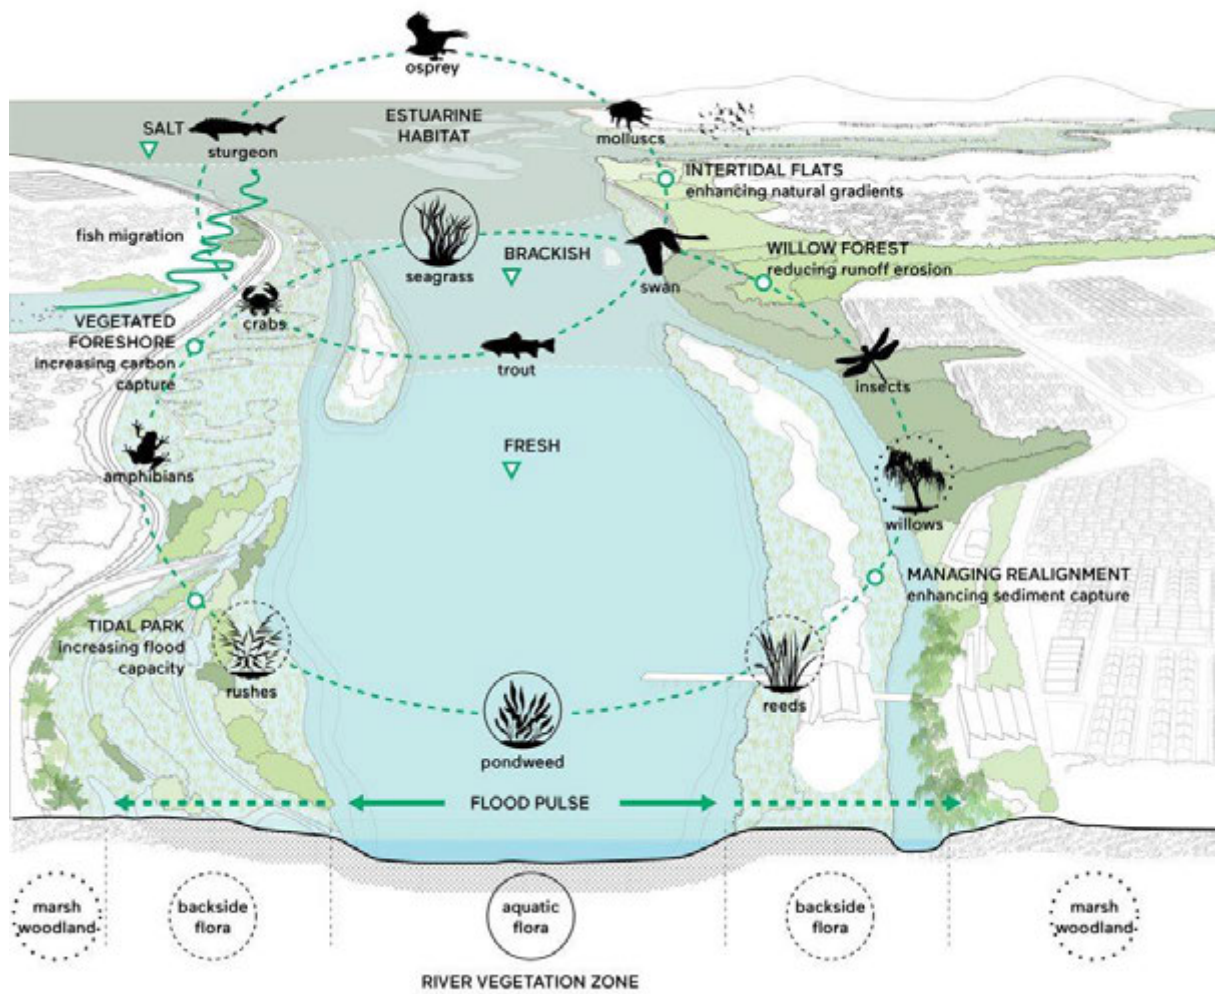 osprey
ESTUARINE
HABITAT
SALT
sturgeon
molluscs
INTERTIDAL FLATS
enhancing natural gradients
fish migration
seagrass
BRACKISH
WILLOW FOREST
reducing runoff erosion
swan
crabs
VEGETATED
FORESHORE
increasing carbon
capture
trout
insects
FRESH
amphibians
willows
MANAGING REALIGNMENT
enhancing sediment capture
TIDAL PARK
increasing flood
capacity
rushes
reeds
pondweed
FLOOD PULSE
marsh
woodland
backside
flora
aquatic
flora
backside
flora
marsh
woodland
RIVER VEGETATION ZONE